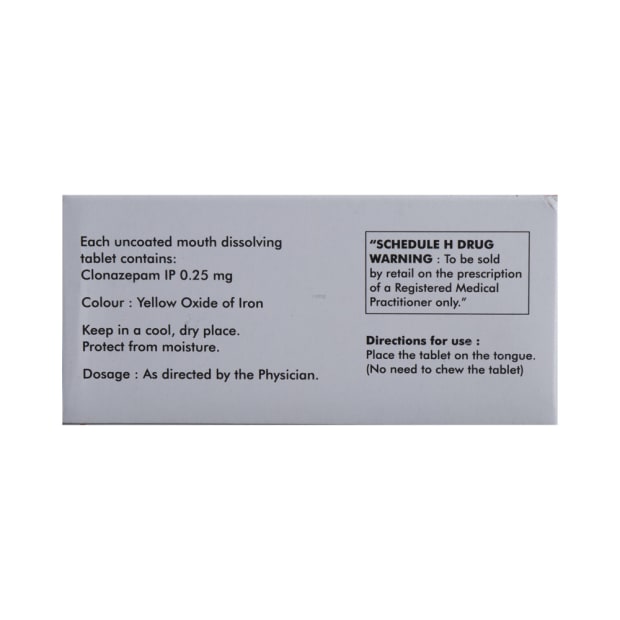 Each uncoated mouth dissolving
tablet contains:
Clonazepam IP 0.25 mg
Colour : Yellow Oxide of Iron
Keep in a cool, dry place.
Protect from moisture.
Dosage : As directed by the Physician.
"SCHEDULE H DRUG
WARNING : To be sold
by retail on the prescription
of a Registered Medical
Practitioner only."
Directions for use :
Place the tablet on the tongue.
(No need to chew the tablet)